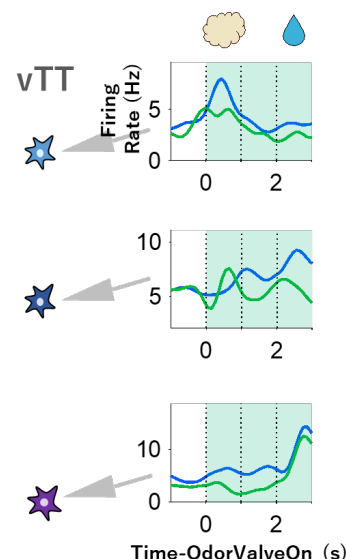 vTT
Firing
Rate (Hz)
5
0
0 2
10
5
0 2
10
0
0 2
Time-OdorValveOn (s)